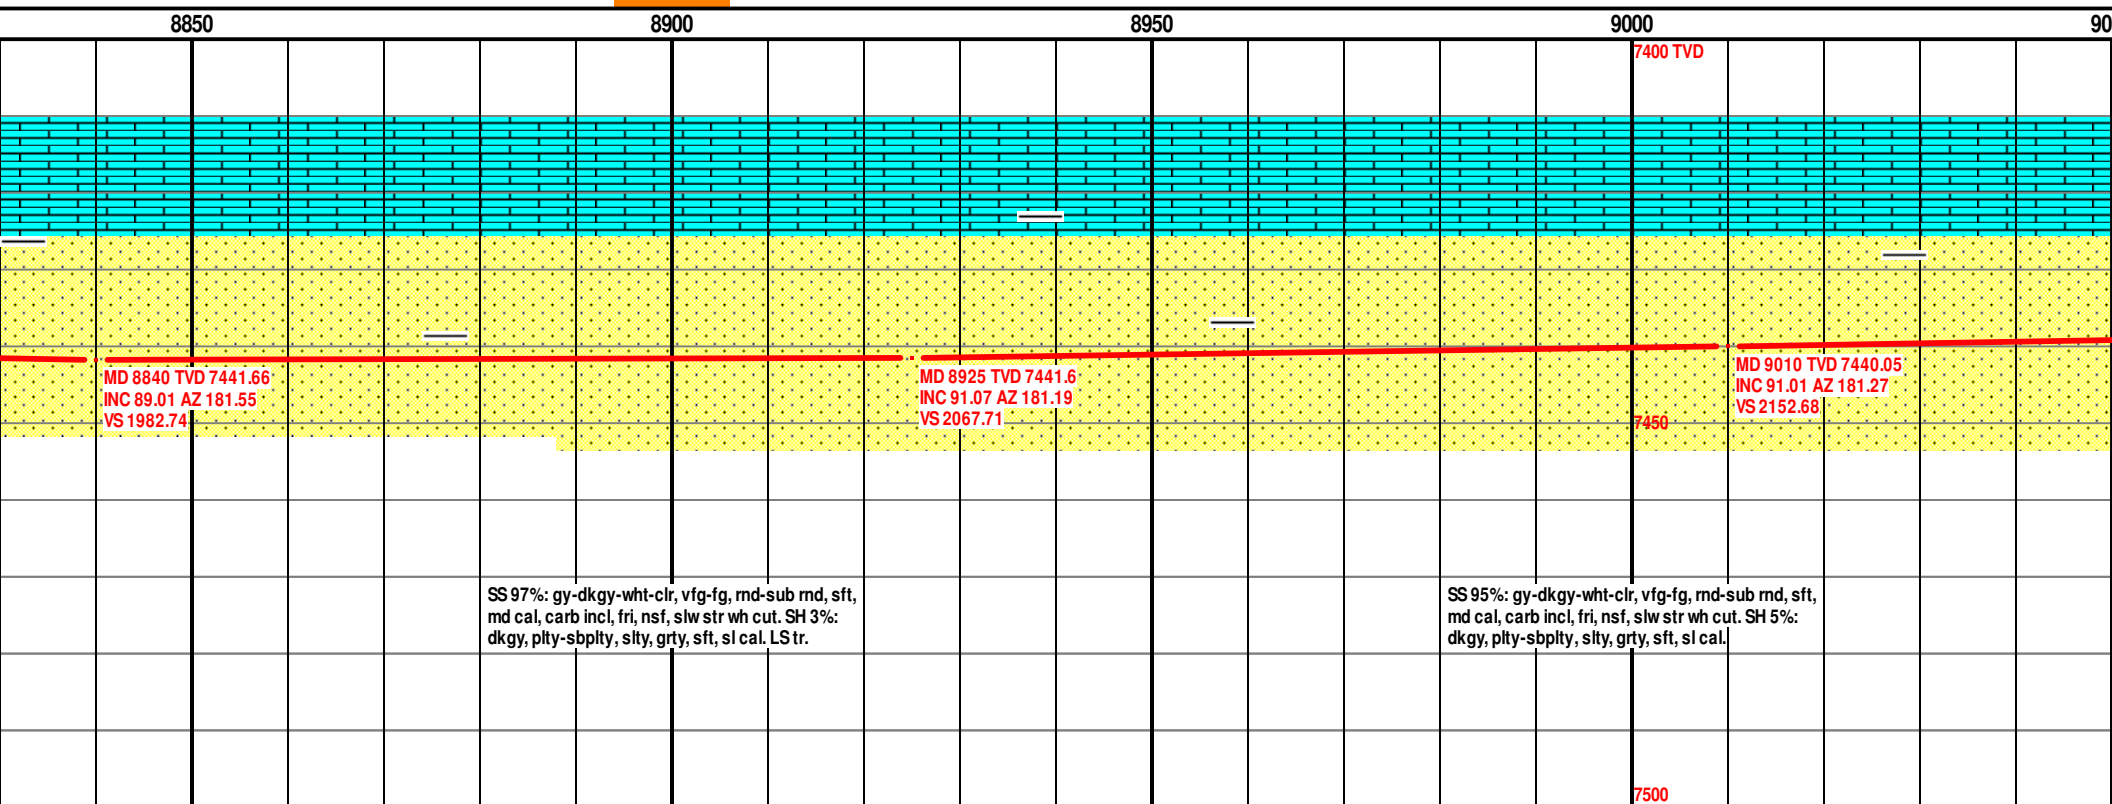 8850
8900
8950
9000
90
7400 TVD
MD 8840 TVD 7441.66
INC 89.01 AZ 181.55
VS 1982.74
MD 8925 TVD 7441.6
INC 91.07 AZ 181.19
VS 2067.71
MD 9010 TVD 7440.05
INC 91.01 AZ 181.27
VS 2152.68
7450
SS 97%: gy-dkgy-wht-clr, vfg-fg, rnd-sub rnd, sft,
md cal, carb incl, fri, nsf, slw str wh cut. SH 3%:
dkgy, plty-sbplty, slty, grty, sft, sl cal. LS tr.
SS 95%: gy-dkgy-wht-clr, vfg-fg, rnd-sub rnd, sft,
md cal, carb incl, fri, nsf, slw str wh cut. SH 5%:
dkgy, plty-sbplty, slty, grty, sft, sl cal.
7500